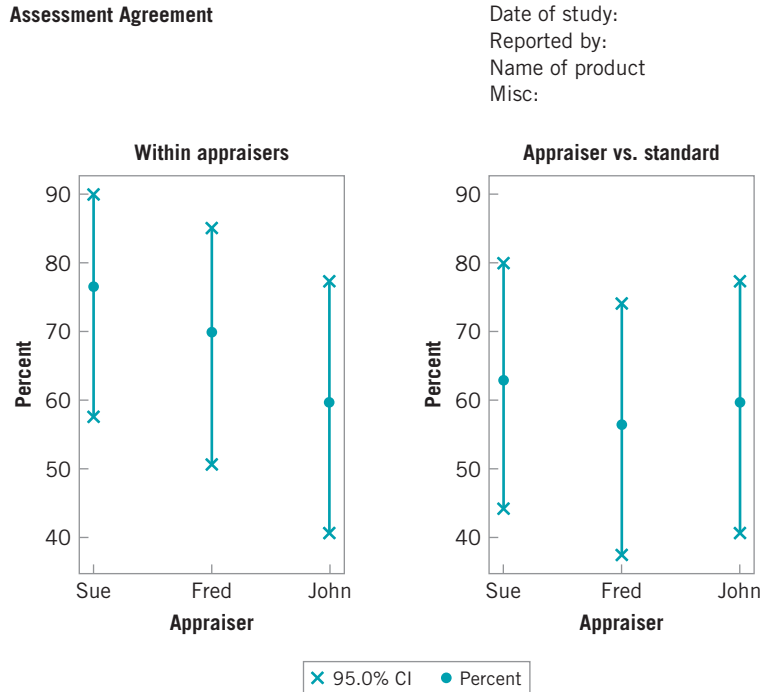 Assessment Agreement
Date of study:
Reported by:
Name of product
Misc:
Within appraisers
90
80
70
60
50
40
Percent
Sue Fred John
Appraiser
Appraiser vs. standard
90
80
70
60
50
40
Percent
Sue Fred John
Appraiser
95.0% CI Percent